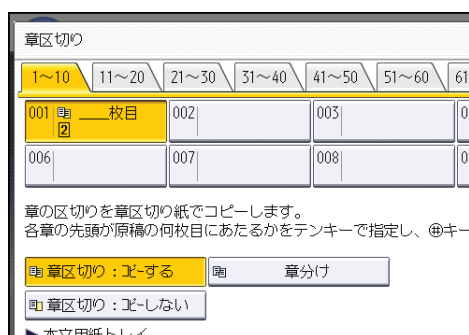 章区切り
1～10 11～20 21～30 31～40 41～50 51～60 61
001 ___枚目 002 003 0
2
006 007 008 0
章の区切りを章区切り紙でコピーします。
各章の先頭が原稿の何枚目にあたるかをテンキーで指定し、⊕キー
章区切り：ｺﾋﾟｰする 章分け
章区切り：ｺﾋﾟｰしない
▶本文用紙トレイ